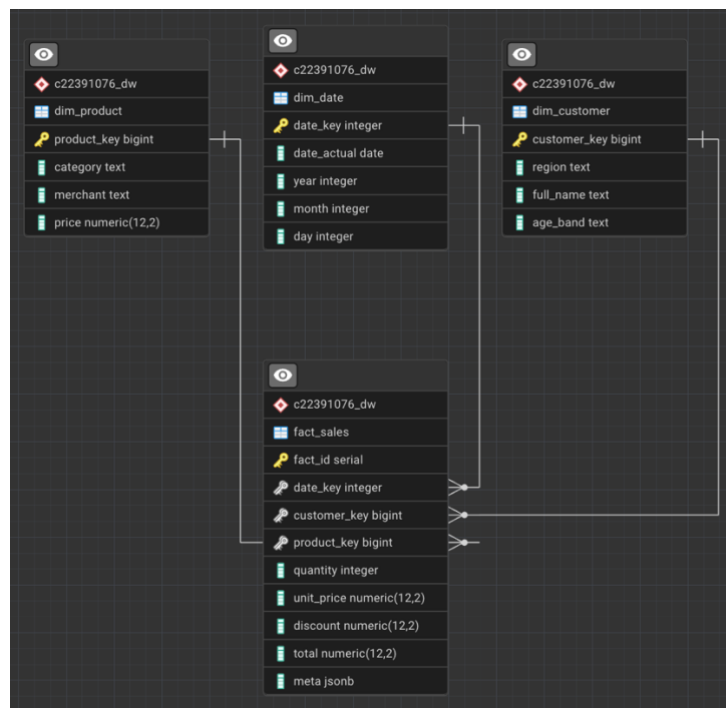 c22391076_dw
dim_product
product_key bigint
category text
merchant text
price numeric(12,2)
c22391076_dw
dim_date
date_key integer
date_actual date
year integer
month integer
day integer
c22391076_dw
dim_customer
customer_key bigint
region text
full_name text
age_band text
c22391076_dw
fact_sales
fact_id serial
date_key integer
customer_key bigint
product_key bigint
quantity integer
unit_price numeric(12,2)
discount numeric(12,2)
total numeric(12,2)
meta jsonb